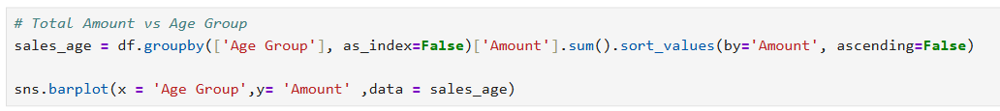 # Total Amount vs Age Group
sales_age = df.groupby(['Age Group'], as_index=False)['Amount'].sum().sort_values(by='Amount', ascending=False)
sns.barplot(x = 'Age Group',y= 'Amount' ,data = sales_age)